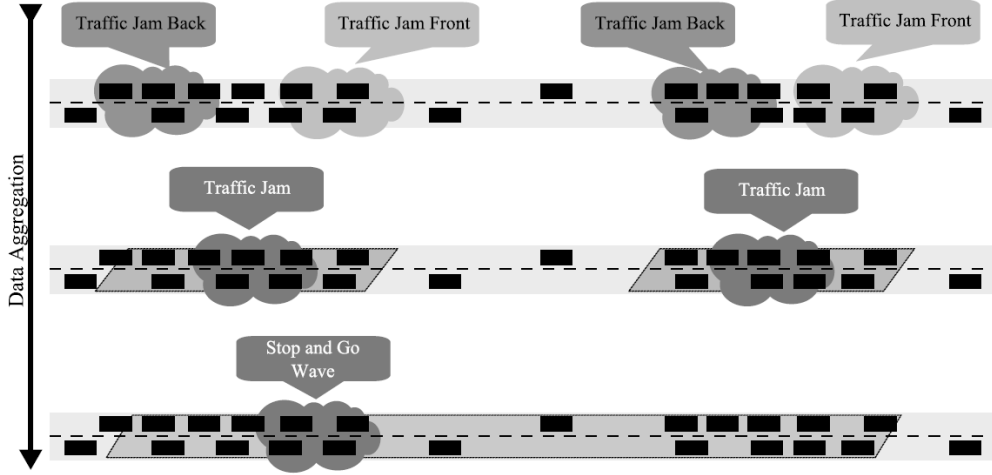 Traffic Jam Back
Traffic Jam Front
Traffic Jam Back
Traffic Jam Front
Data Aggregation
Traffic Jam
Traffic Jam
Stop and Go
Wave